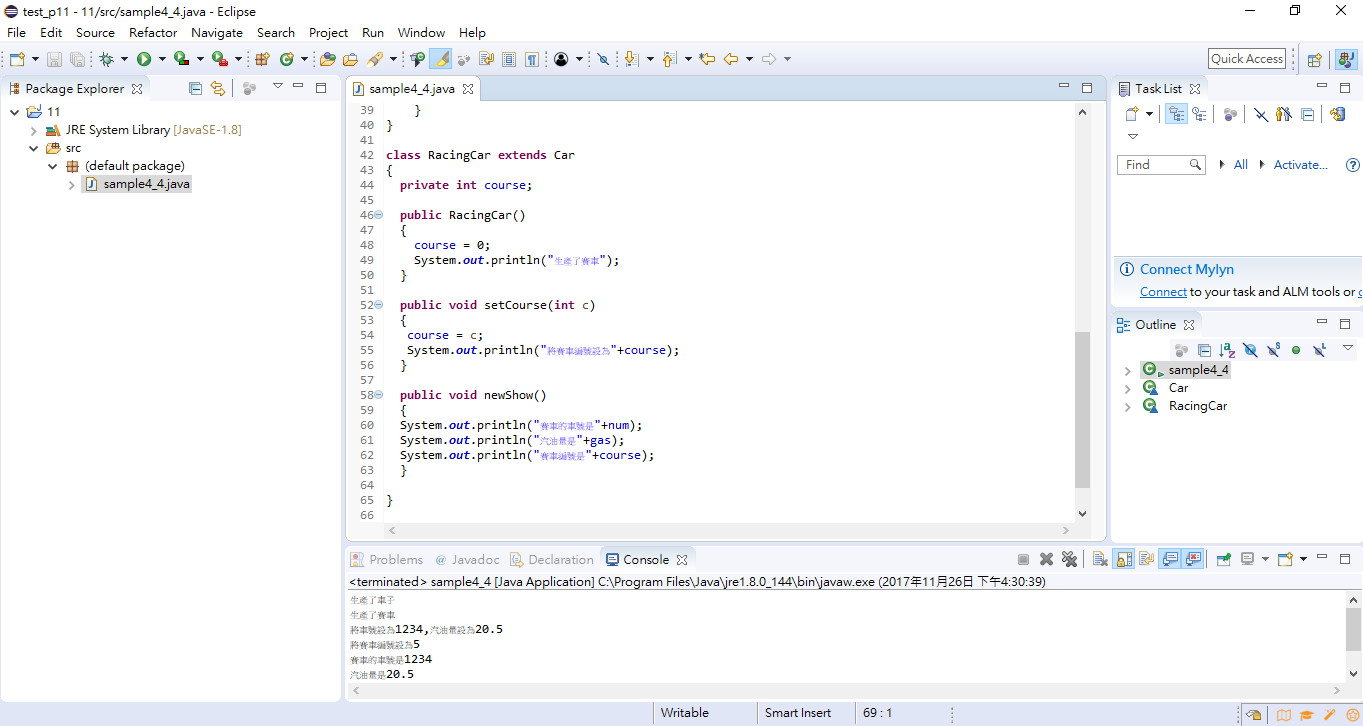 test_p11 - 11/src/sample4_4.java - Eclipse
File Edit Source Refactor Navigate Search Project Run Window Help
Quick Access
Package Explorer
11
JRE System Library [JavaSE-1.8]
src
(default package)
sample4_4.java
sample4_4.java
39 }
40 }
41
42 class RacingCar extends Car
43 {
44 private int course;
45
46 public RacingCar()
47 {
48 course = 0;
49 System.out.println("生產了賽車");
50 }
51
52 public void setCourse(int c)
53 {
54 course = c;
55 System.out.println("將賽車編號設為"+course);
56 }
57
58 public void newShow()
59 {
60 System.out.println("賽車的車號是"+num);
61 System.out.println("汽油量是"+gas);
62 System.out.println("賽車編號是"+course);
63 }
64
65 }
66
Task List
Find All Activate...
Connect Mylyn
Connect to your task and ALM tools or
Outline
sample4_4
Car
RacingCar
Problems @ Javadoc Declaration Console
<terminated> sample4_4 [Java Application] C:\Program Files\Java\jre1.8.0_144\bin\javaw.exe (2017年11月26日 下午4:30:39)
生產了車子
生產了賽車
將車號設為1234,汽油量設為20.5
將賽車編號設為5
賽車的車號是1234
汽油量是20.5
Writable Smart Insert 69 : 1